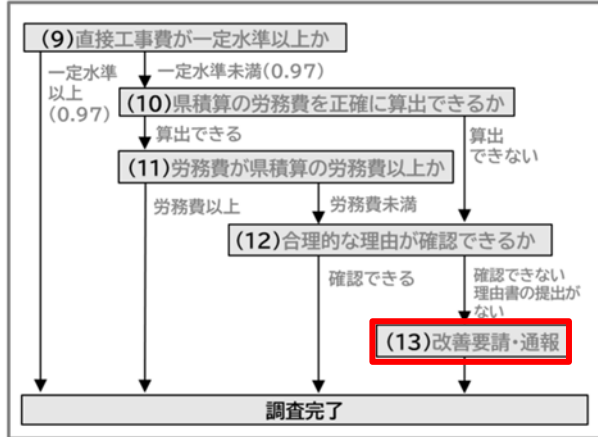 (9)直接工事費が一定水準以上か
一定水準
以上
(0.97)
一定水準未満(0.97)
(10)県積算の労務費を正確に算出できるか
算出できる
算出
できない
(11)労務費が県積算の労務費以上か
労務費以上
労務費未満
(12)合理的な理由が確認できるか
確認できる
確認できない
理由書の提出が
ない
(13)改善要請・通報
調査完了